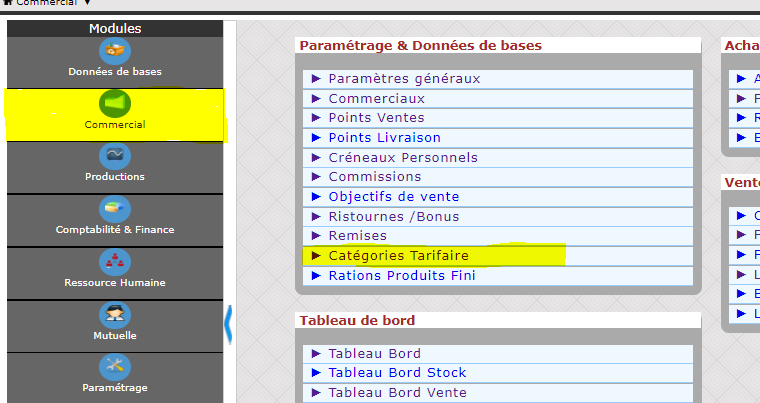 Commercial ▼
Modules
Données de bases
Commercial
Productions
Comptabilité & Finance
Ressource Humaine
Mutuelle
Paramétrage
Paramétrage & Données de bases
► Paramètres généraux
► Commerciaux
► Points Ventes
► Points Livraison
► Créneaux Personnels
► Commissions
► Objectifs de vente
► Ristournes /Bonus
► Remises
► Catégories Tarifaire
► Rations Produits Fini
Tableau de bord
► Tableau Bord
► Tableau Bord Stock
► Tableau Bord Vente
Acha
Vente